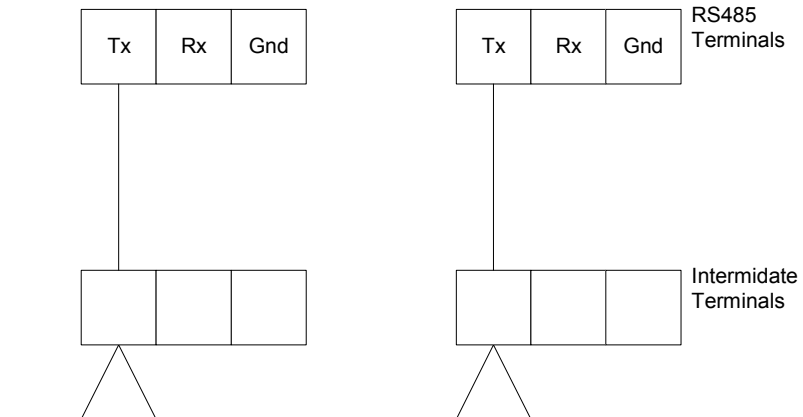 Tx Rx Gnd Tx Rx Gnd
RS485
Terminals
Intermidate
Terminals